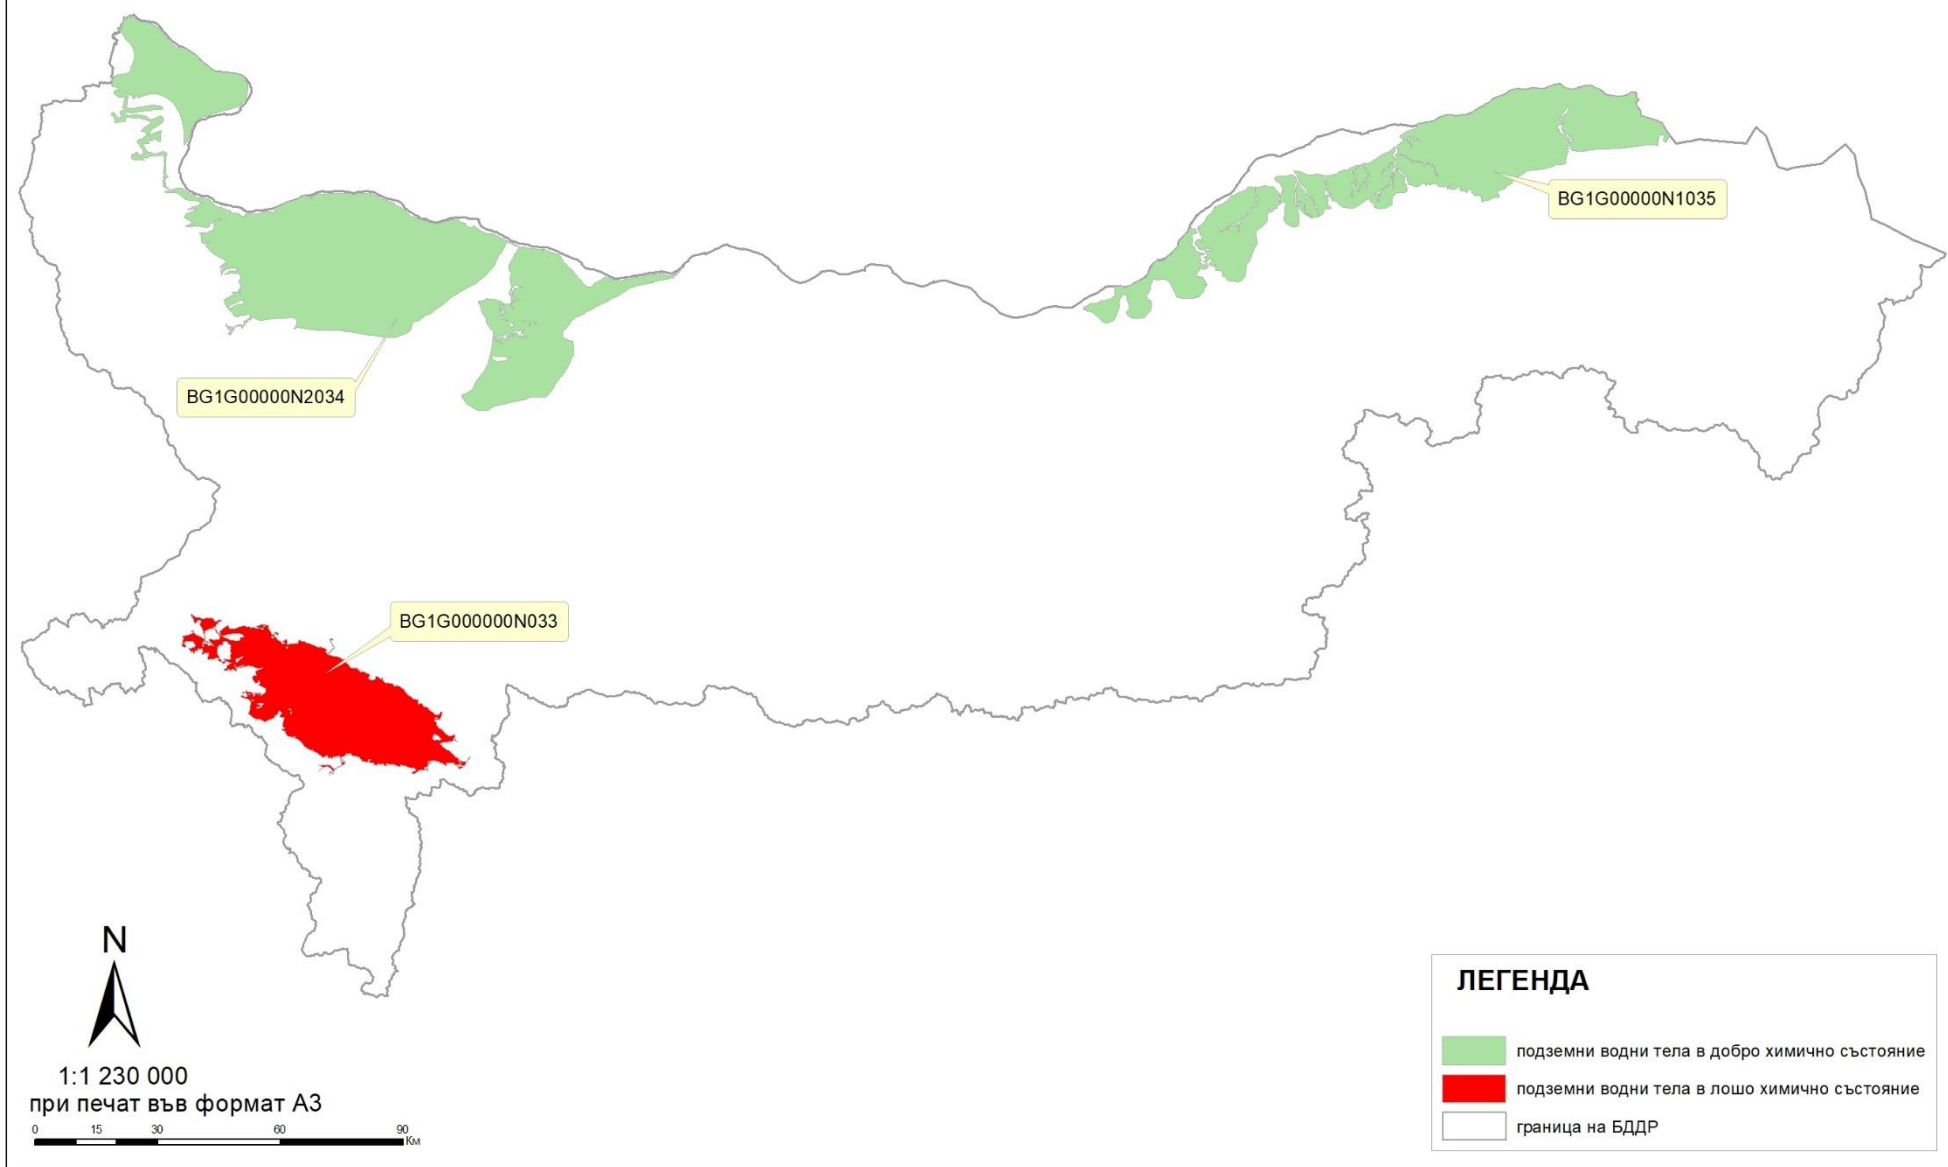 BG1G00000N1035
BG1G00000N2034
BG1G000000N033
N
1:1 230 000
при печат във формат А3
0 15 30 60 90
Км
ЛЕГЕНДА
подземни водни тела в добро химично състояние
подземни водни тела в лошо химично състояние
граница на БДДР